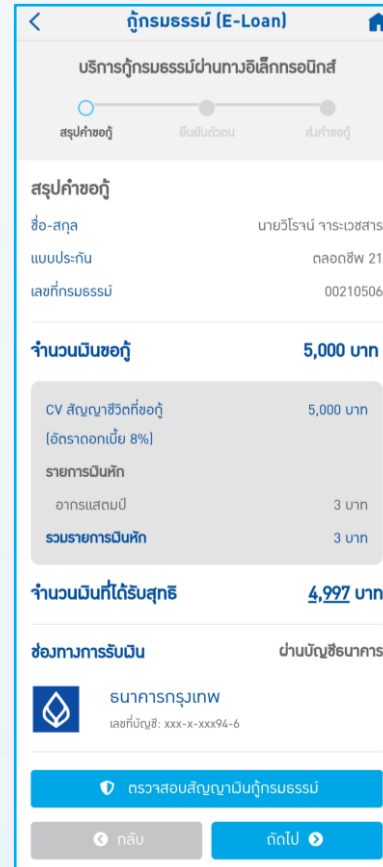 กู้กรมธรรม์ (E-Loan)
บริการกู้กรมธรรม์ผ่านทางอิเล็กทรอนิกส์
สรุปคำขอกู้ ยืนยันตัวตน ส่งคำขอกู้
สรุปคำขอกู้
ชื่อ-สกุล นายวิโรจน์ จาระเวชสาร
แบบประกัน ตลอดชีพ 21
เลขที่กรมธรรม์ 00210506
จำนวนเงินขอกู้ 5,000 บาท
CV สัญญาชีวิตที่ขอกู้ 5,000 บาท
(อัตราดอกเบี้ย 8%)
รายการเงินหัก
อากรแสตมป์ 3 บาท
รวมรายการเงินหัก 3 บาท
จำนวนเงินที่ได้รับสุทธิ 4,997 บาท
ช่องทางการรับเงิน ผ่านบัญชีธนาคาร
ธนาคารกรุงเทพ
เลขที่บัญชี: xxx-x-xxx94-6
ตรวจสอบสัญญาเงินกู้กรมธรรม์
กลับ ถัดไป